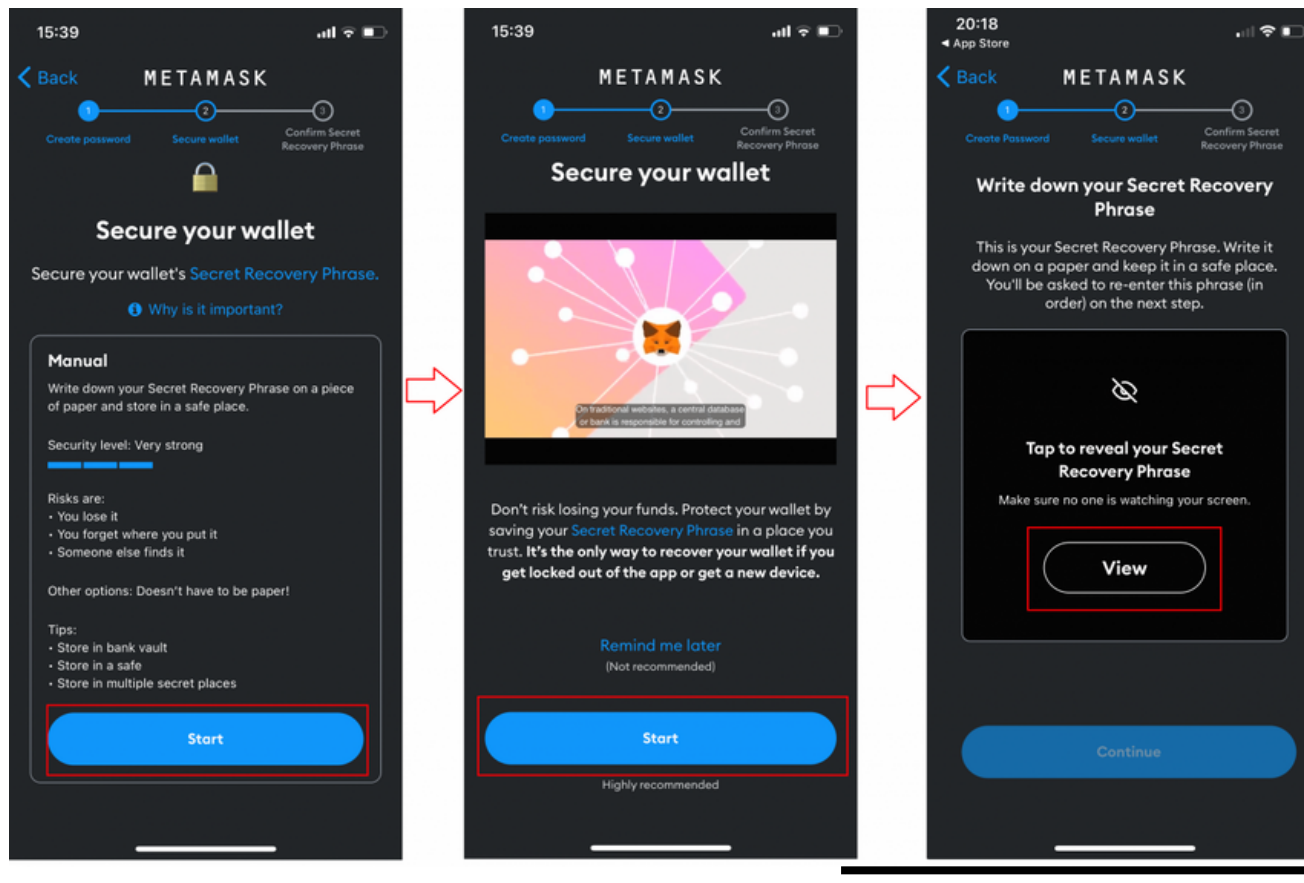 15:39
Back
METAMASK
1
2
3
Create password
Secure wallet
Confirm Secret
Recovery Phrase
Secure your wallet
Secure your wallet's Secret Recovery Phrase.
Why is it important?
Manual
Write down your Secret Recovery Phrase on a piece
of paper and store in a safe place.
Security level: Very strong
Risks are:
• You lose it
• You forget where you put it
• Someone else finds it
Other options: Doesn't have to be paper!
Tips:
• Store in bank vault
• Store in a safe
• Store in multiple secret places
Start
15:39
METAMASK
1
2
3
Create password
Secure wallet
Confirm Secret
Recovery Phrase
Secure your wallet
On traditional websites, a central database
or bank is responsible for controlling and
Don't risk losing your funds. Protect your wallet by
saving your Secret Recovery Phrase in a place you
trust. It's the only way to recover your wallet if you
get locked out of the app or get a new device.
Remind me later
(Not recommended)
Start
Highly recommended
20:18
◀ App Store
Back
METAMASK
1
2
3
Create Password
Secure wallet
Confirm Secret
Recovery Phrase
Write down your Secret Recovery
Phrase
This is your Secret Recovery Phrase. Write it
down on a paper and keep it in a safe place.
You'll be asked to re-enter this phrase (in
order) on the next step.
Tap to reveal your Secret
Recovery Phrase
Make sure no one is watching your screen.
View
Continue